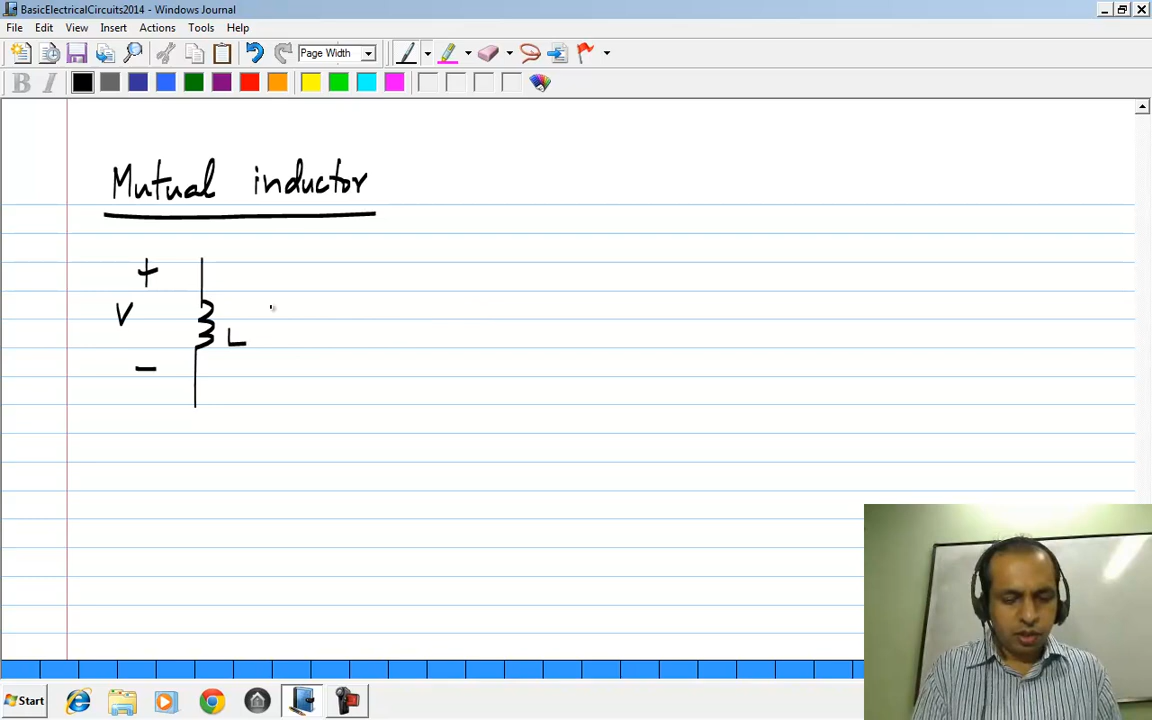 BasicElectricalCircuits2014 - Windows Journal
File Edit View Insert Actions Tools Help
Page Width
B I
Mutual inductor
+
V
L
−
Start